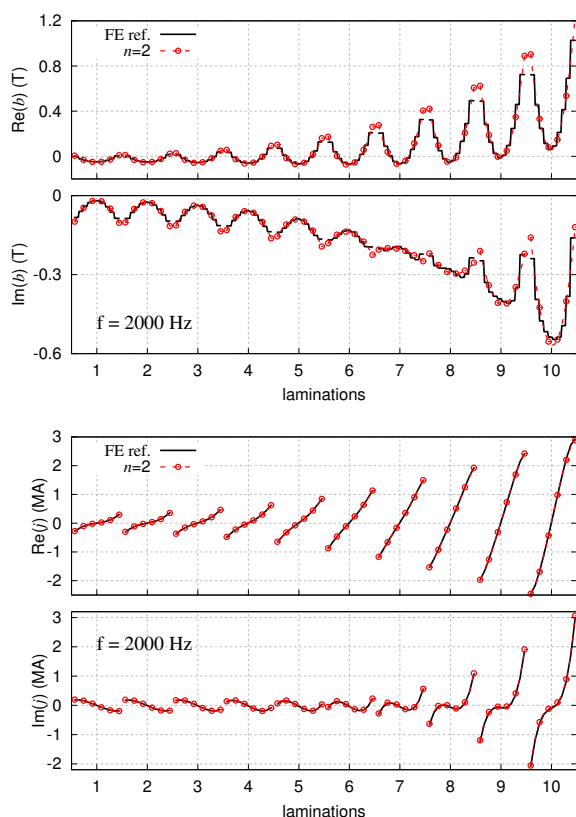 1.2
0.8
0.4
0
Re(b) (T)
FE ref.
n=2
0
-0.3
-0.6
Im(b) (T)
f = 2000 Hz
1 2 3 4 5 6 7 8 9 10
laminations
3
2
1
0
-1
-2
Re(j) (MA)
FE ref.
n=2
3
2
1
0
-1
-2
Im(j) (MA)
f = 2000 Hz
1 2 3 4 5 6 7 8 9 10
laminations